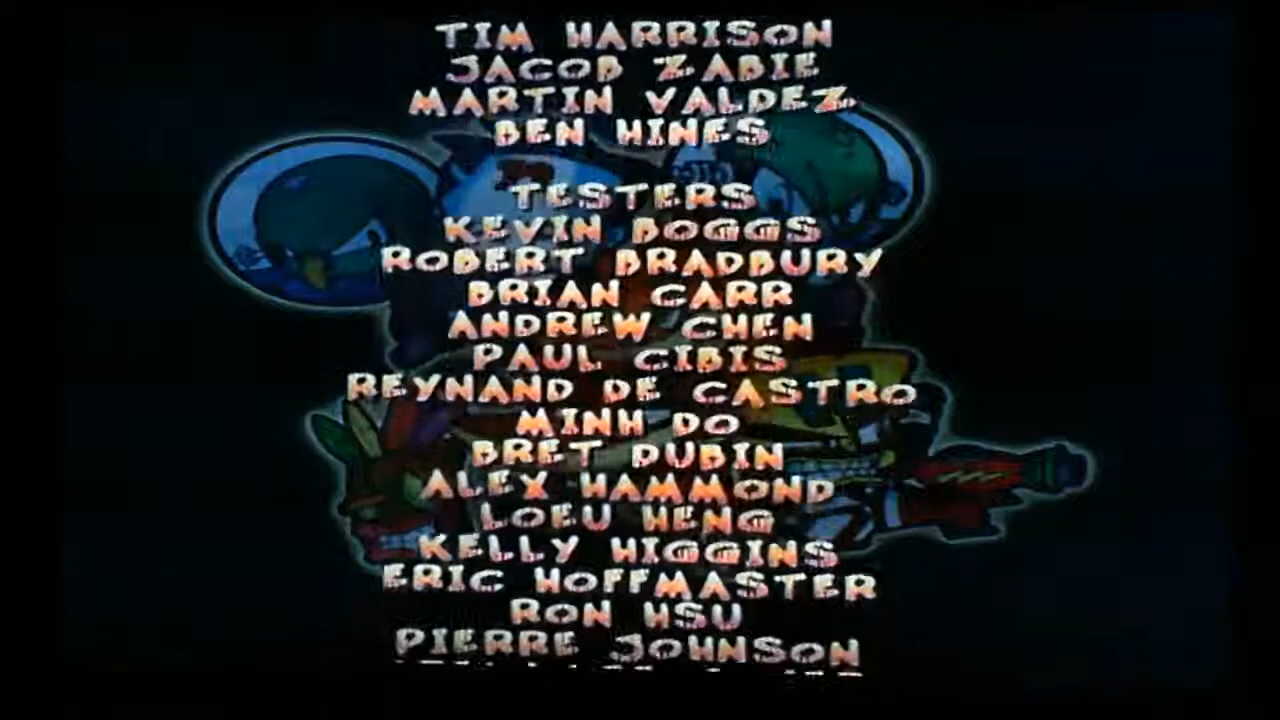 TIM HARRISON
JACOB ZABIE
MARTIN VALDEZ
BEN HINES
TESTERS
KEVIN BOGGS
ROBERT BRADBURY
BRIAN CARR
ANDREW CHEN
PAUL CIBIS
REYNAND DE CASTRO
MINH DO
BRET DUBIN
ALEX HAMMOND
LOEU HENG
KELLY HIGGINS
ERIC HOFFMASTER
RON HSU
PIERRE JOHNSON